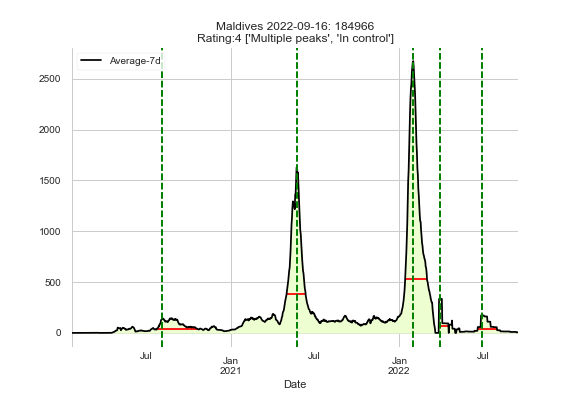 Maldives 2022-09-16: 184966
Rating:4 ['Multiple peaks', 'In control']
Average-7d
2500
2000
1500
1000
500
0
Jul
Jan
2021
Jul
Jan
2022
Jul
Date